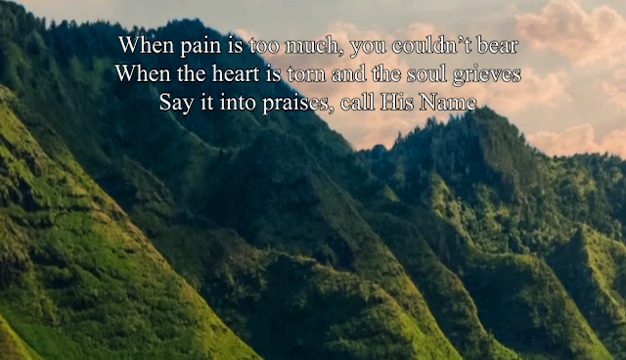 When pain is too much, you couldn’t bear
When the heart is torn and the soul grieves
Say it into praises, call His Name